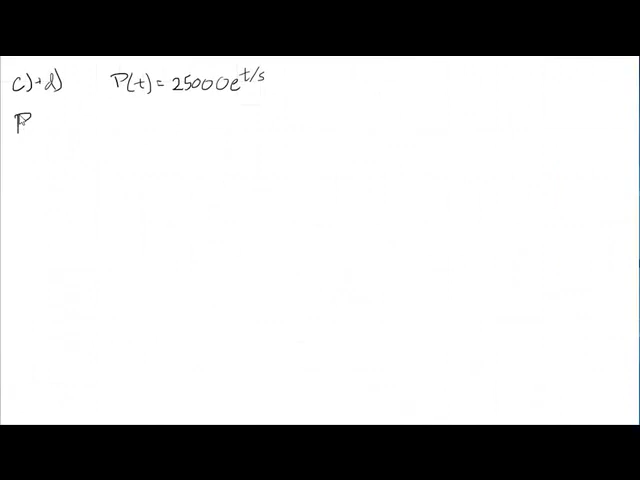 c)+d) P(t) = 25000e^t/5
P